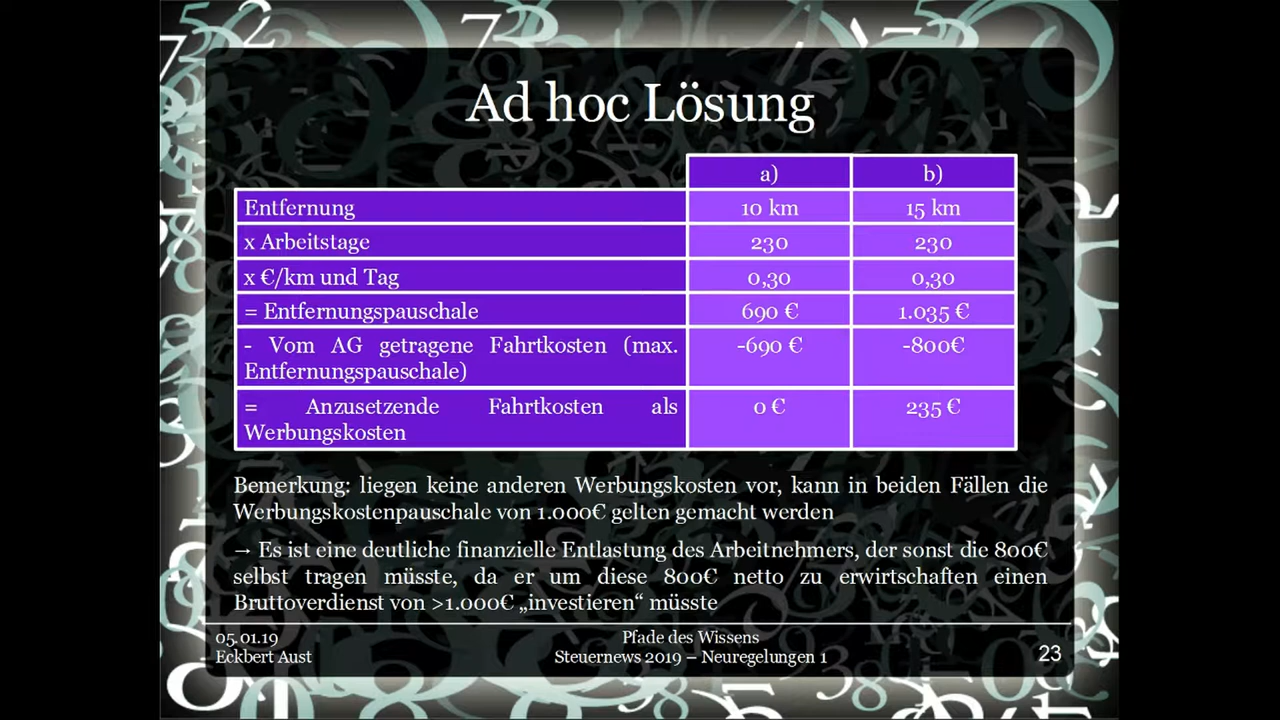 Ad hoc Lösung
a) b)
Entfernung 10 km 15 km
x Arbeitstage 230 230
x €/km und Tag 0,30 0,30
= Entfernungspauschale 690 € 1.035 €
- Vom AG getragene Fahrtkosten (max. -690 € -800€
Entfernungspauschale)
= Anzusetzende Fahrtkosten als 0 € 235 €
Werbungskosten
Bemerkung: liegen keine anderen Werbungskosten vor, kann in beiden Fällen die
Werbungskostenpauschale von 1.000€ gelten gemacht werden
→ Es ist eine deutliche finanzielle Entlastung des Arbeitnehmers, der sonst die 800€
selbst tragen müsste, da er um diese 800€ netto zu erwirtschaften einen
Bruttoverdienst von >1.000€ „investieren“ müsste
05.01.19 Pfade des Wissens
Eckbert Aust Steuernews 2019 – Neuregelungen 1 23